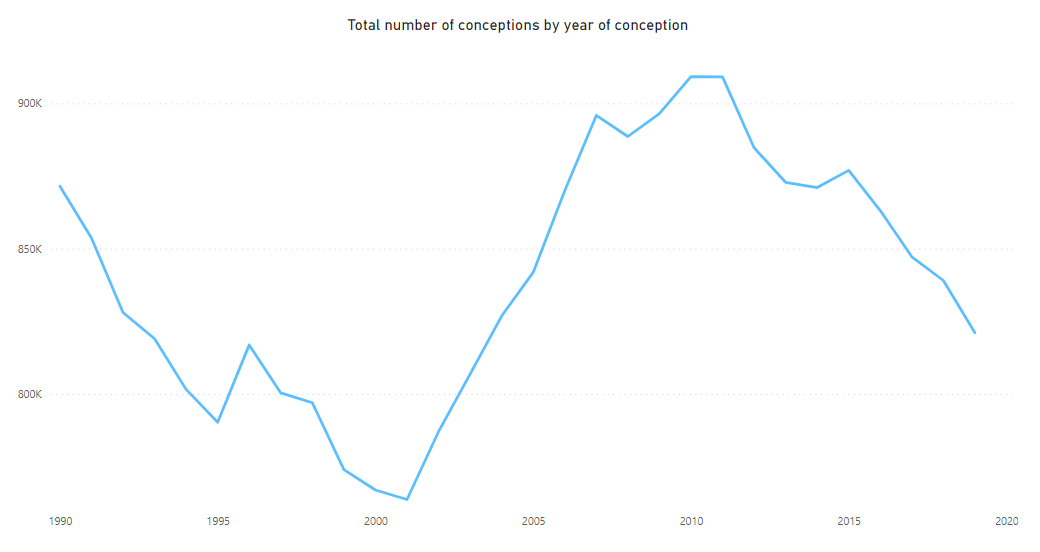 Total number of conceptions by year of conception
900K
850K
800K
1990 1995 2000 2005 2010 2015 2020